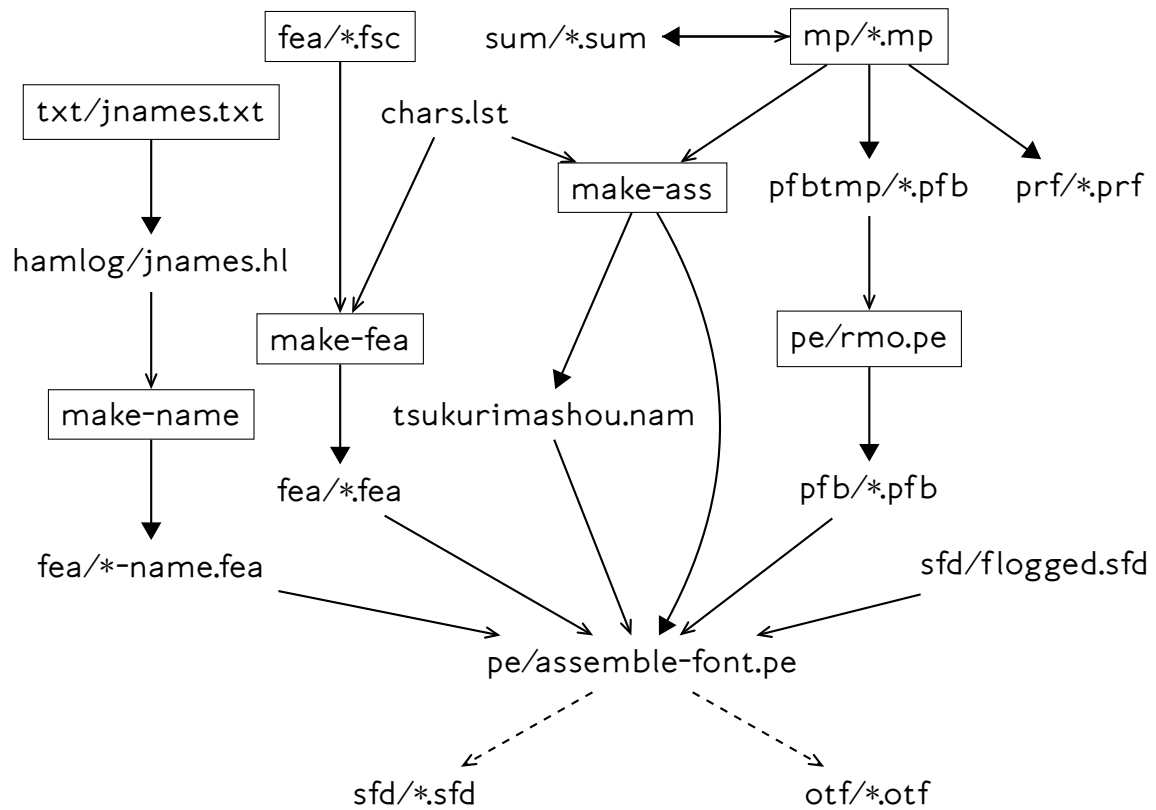 fea/*.fsc
sum/*.sum
mp/*.mp
txt/jnames.txt
chars.lst
make-ass
pfbtmp/*.pfb
prf/*.prf
hamlog/jnames.hl
make-fea
pe/rmo.pe
make-name
tsukurimashou.nam
fea/*.fea
pfb/*.pfb
fea/*-name.fea
sfd/flogged.sfd
pe/assemble-font.pe
sfd/*.sfd
otf/*.otf